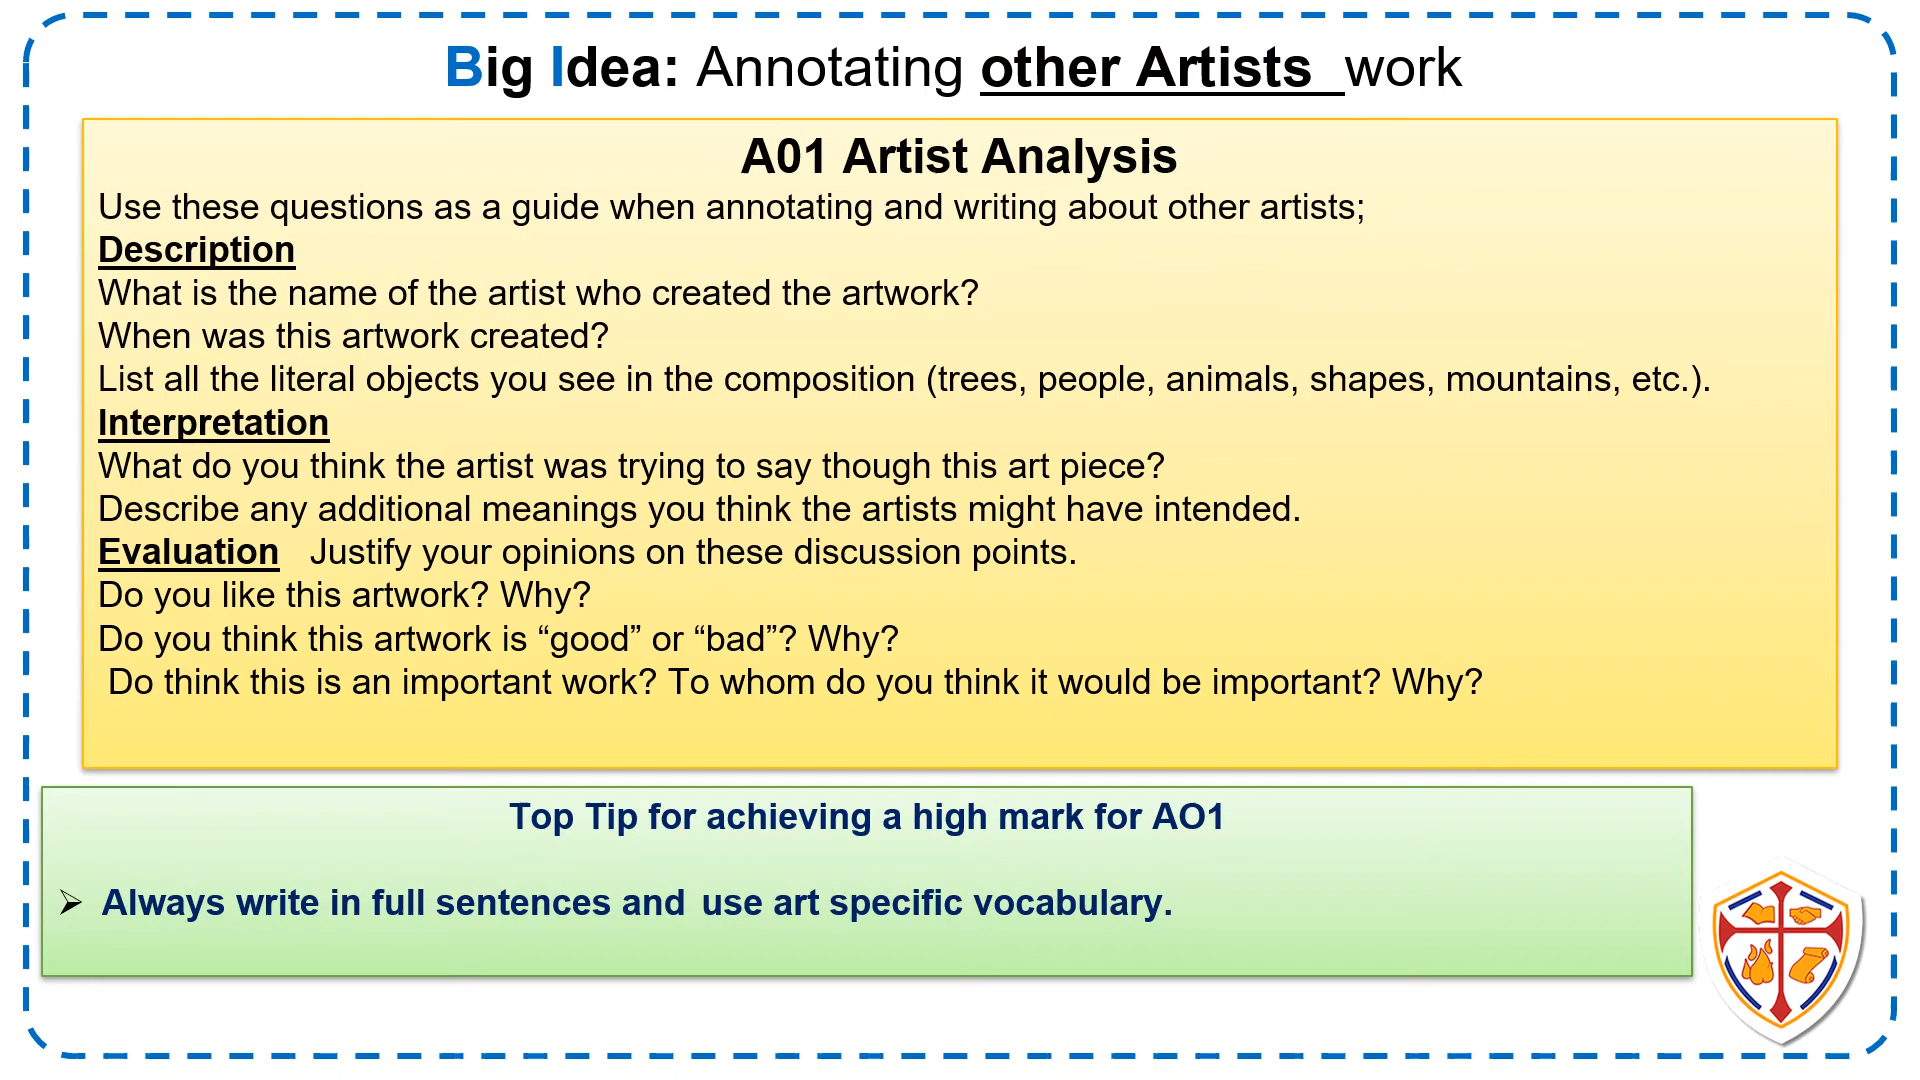 Big Idea: Annotating other Artists work
A01 Artist Analysis
Use these questions as a guide when annotating and writing about other artists;
Description
What is the name of the artist who created the artwork?
When was this artwork created?
List all the literal objects you see in the composition (trees, people, animals, shapes, mountains, etc.).
Interpretation
What do you think the artist was trying to say though this art piece?
Describe any additional meanings you think the artists might have intended.
Evaluation Justify your opinions on these discussion points.
Do you like this artwork? Why?
Do you think this artwork is “good” or “bad”? Why?
Do think this is an important work? To whom do you think it would be important? Why?
Top Tip for achieving a high mark for AO1
➢ Always write in full sentences and use art specific vocabulary.